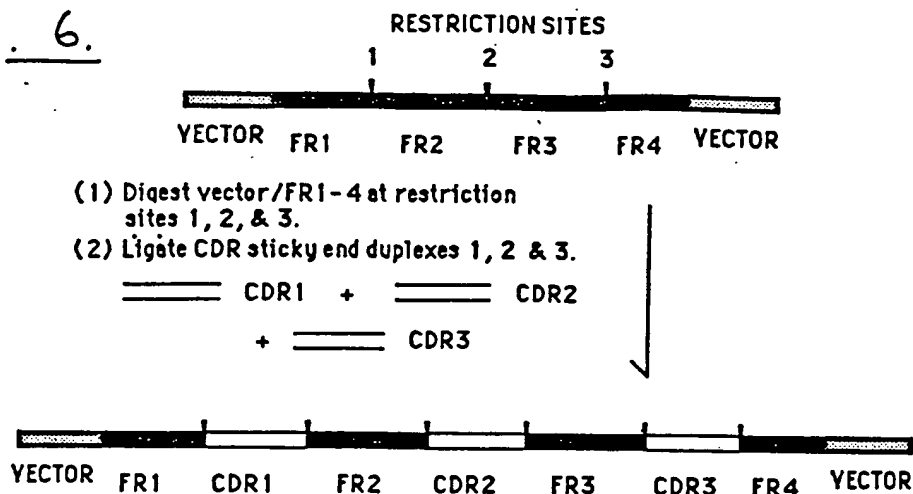 . 6.
RESTRICTION SITES
1 2 3
VECTOR FR1 FR2 FR3 FR4 VECTOR
(1) Digest vector/FR1-4 at restriction
sites 1, 2, & 3.
(2) Ligate CDR sticky end duplexes 1, 2 & 3.
CDR1 + CDR2
+ CDR3
VECTOR FR1 CDR1 FR2 CDR2 FR3 CDR3 FR4 VECTOR